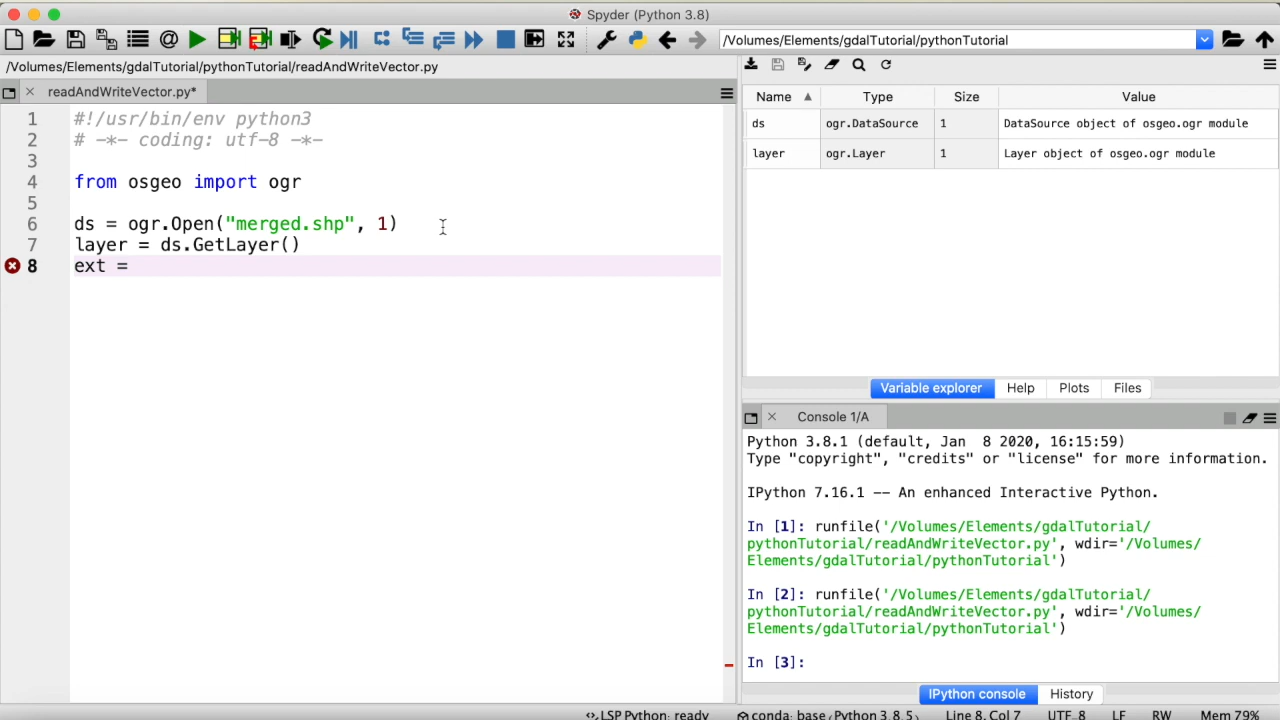 Spyder (Python 3.8)
/Volumes/Elements/gdalTutorial/pythonTutorial
/Volumes/Elements/gdalTutorial/pythonTutorial/readAndWriteVector.py
readAndWriteVector.py*
1 #!/usr/bin/env python3
2 # -*- coding: utf-8 -*-
3
4 from osgeo import ogr
5
6 ds = ogr.Open("merged.shp", 1)
7 layer = ds.GetLayer()
8 ext =
Name Type Size Value
ds ogr.DataSource 1 DataSource object of osgeo.ogr module
layer ogr.Layer 1 Layer object of osgeo.ogr module
Variable explorer Help Plots Files
Console 1/A
Python 3.8.1 (default, Jan  8 2020, 16:15:59)
Type "copyright", "credits" or "license" for more information.
IPython 7.16.1 -- An enhanced Interactive Python.
In [1]: runfile('/Volumes/Elements/gdalTutorial/
pythonTutorial/readAndWriteVector.py', wdir='/Volumes/
Elements/gdalTutorial/pythonTutorial')
In [2]: runfile('/Volumes/Elements/gdalTutorial/
pythonTutorial/readAndWriteVector.py', wdir='/Volumes/
Elements/gdalTutorial/pythonTutorial')
In [3]:
IPython console History
LSP Python: ready conda: base (Python 3.8.5) Line 8, Col 7 UTF-8 LF RW Mem 79%